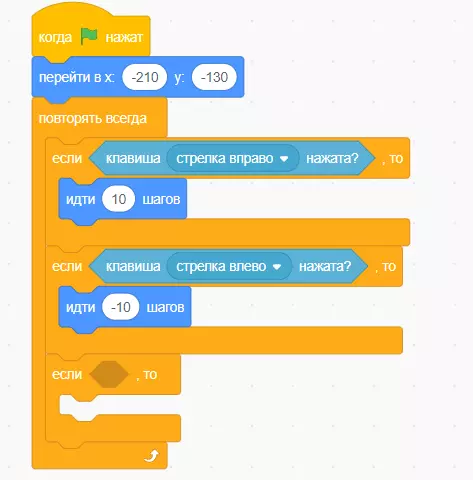 когда нажат
перейти в x: -210 y: -130
повторять всегда
если клавиша стрелка вправо нажата? , то
идти 10 шагов
если клавиша стрелка влево нажата? , то
идти -10 шагов
если , то